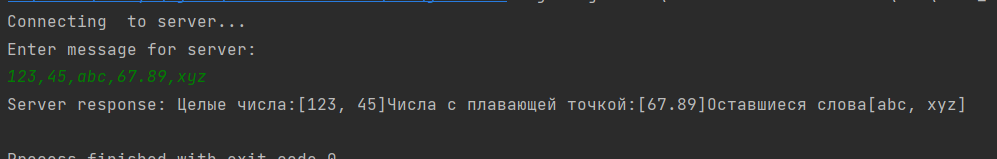 Connecting  to server...
Enter message for server:
123,45,abc,67.89,xyz
Server response: Целые числа:[123, 45]Числа с плавающей точкой:[67.89]Оставшиеся слова[abc, xyz]
Process finished with exit code 0